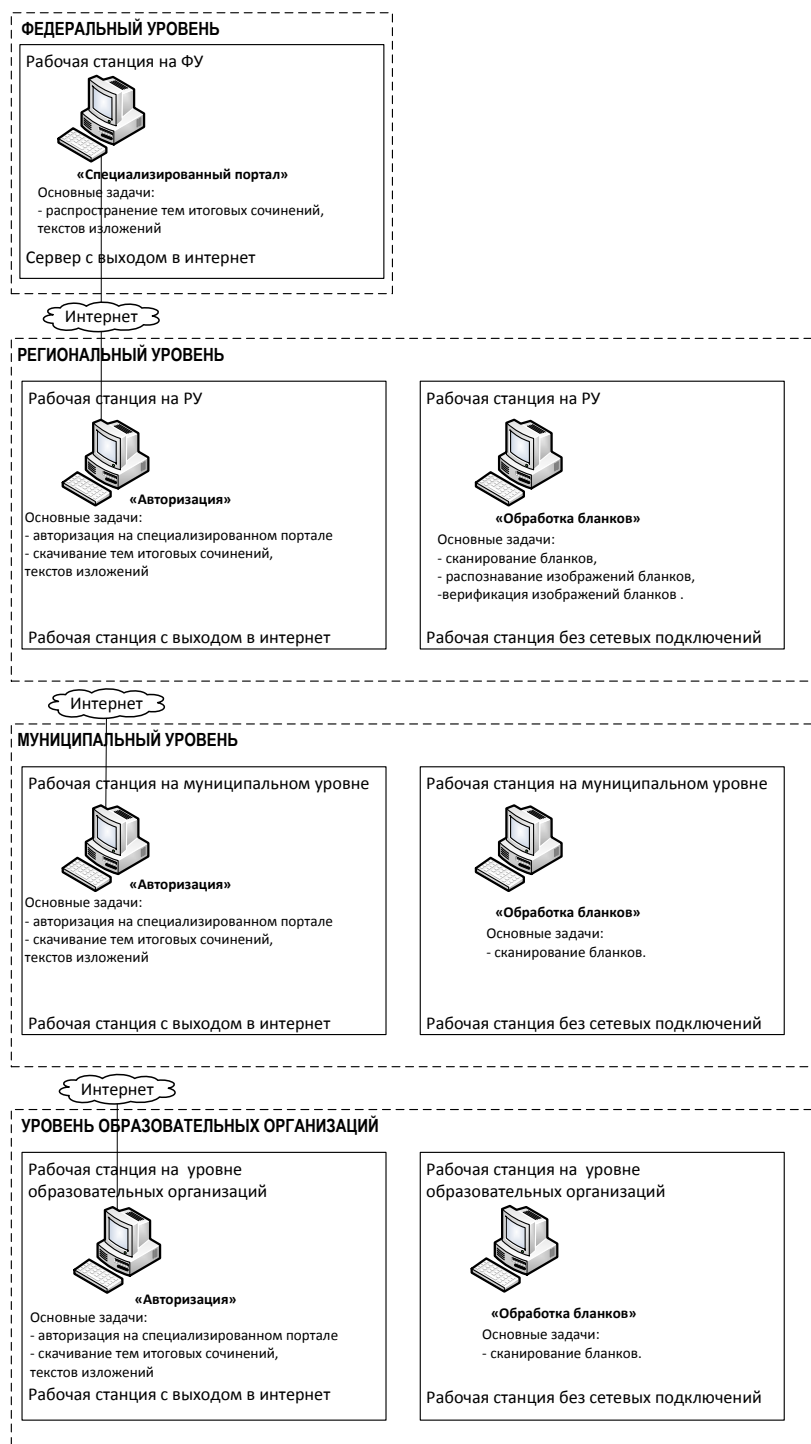 ФЕДЕРАЛЬНЫЙ УРОВЕНЬ
Рабочая станция на ФУ
«Специализированный портал»
Основные задачи:
- распространение тем итоговых сочинений,
текстов изложений
Сервер с выходом в интернет
Интернет
РЕГИОНАЛЬНЫЙ УРОВЕНЬ
Рабочая станция на РУ
«Авторизация»
Основные задачи:
- авторизация на специализированном портале
- скачивание тем итоговых сочинений,
текстов изложений
Рабочая станция с выходом в интернет
Рабочая станция на РУ
«Обработка бланков»
Основные задачи:
- сканирование бланков,
- распознавание изображений бланков,
-верификация изображений бланков .
Рабочая станция без сетевых подключений
Интернет
МУНИЦИПАЛЬНЫЙ УРОВЕНЬ
Рабочая станция на муниципальном уровне
«Авторизация»
Основные задачи:
- авторизация на специализированном портале
- скачивание тем итоговых сочинений,
текстов изложений
Рабочая станция с выходом в интернет
Рабочая станция на муниципальном уровне
«Обработка бланков»
Основные задачи:
- сканирование бланков.
Рабочая станция без сетевых подключений
Интернет
УРОВЕНЬ ОБРАЗОВАТЕЛЬНЫХ ОРГАНИЗАЦИЙ
Рабочая станция на уровне
образовательных организаций
«Авторизация»
Основные задачи:
- авторизация на специализированном портале
- скачивание тем итоговых сочинений,
текстов изложений
Рабочая станция с выходом в интернет
Рабочая станция на уровне
образовательных организаций
«Обработка бланков»
Основные задачи:
- сканирование бланков.
Рабочая станция без сетевых подключений